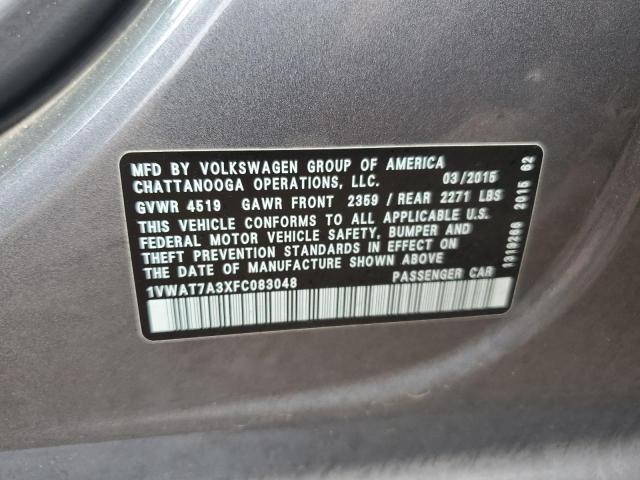 MFD BY VOLKSWAGEN GROUP OF AMERICA
CHATTANOOGA OPERATIONS, LLC. 03/2015
GVWR 4519 GAWR FRONT 2359 / REAR 2271 LBS
THIS VEHICLE CONFORMS TO ALL APPLICABLE U.S.
FEDERAL MOTOR VEHICLE SAFETY, BUMPER AND
THEFT PREVENTION STANDARDS IN EFFECT ON
THE DATE OF MANUFACTURE SHOWN ABOVE
1VWAT7A3XFC083048 PASSENGER CAR
2015 62